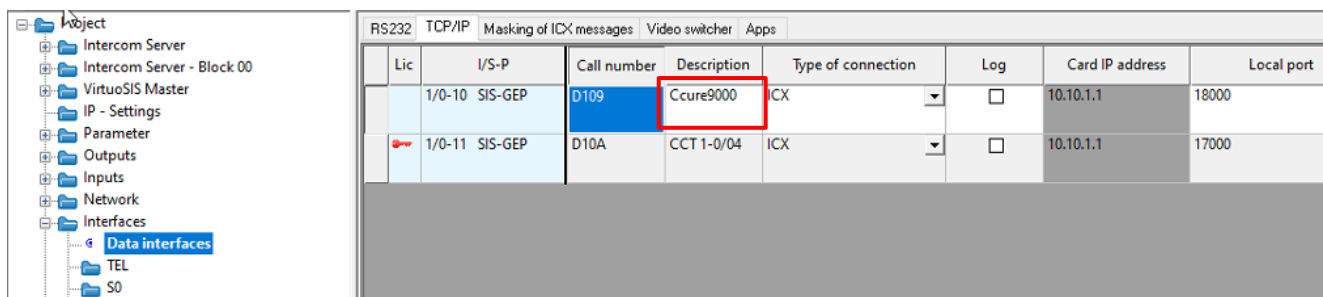 Project
Intercom Server
Intercom Server - Block 00
VirtuoSIS Master
IP - Settings
Parameter
Outputs
Inputs
Network
Interfaces
Data interfaces
TEL
S0
RS232 TCP/IP Masking of ICX messages Video switcher Apps
Lic I/S-P Call number Description Type of connection Log Card IP address Local port
1/0-10 SIS-GEP D109 Ccure9000 ICX 10.10.1.1 18000
1/0-11 SIS-GEP D10A CCT 1-0/04 ICX 10.10.1.1 17000